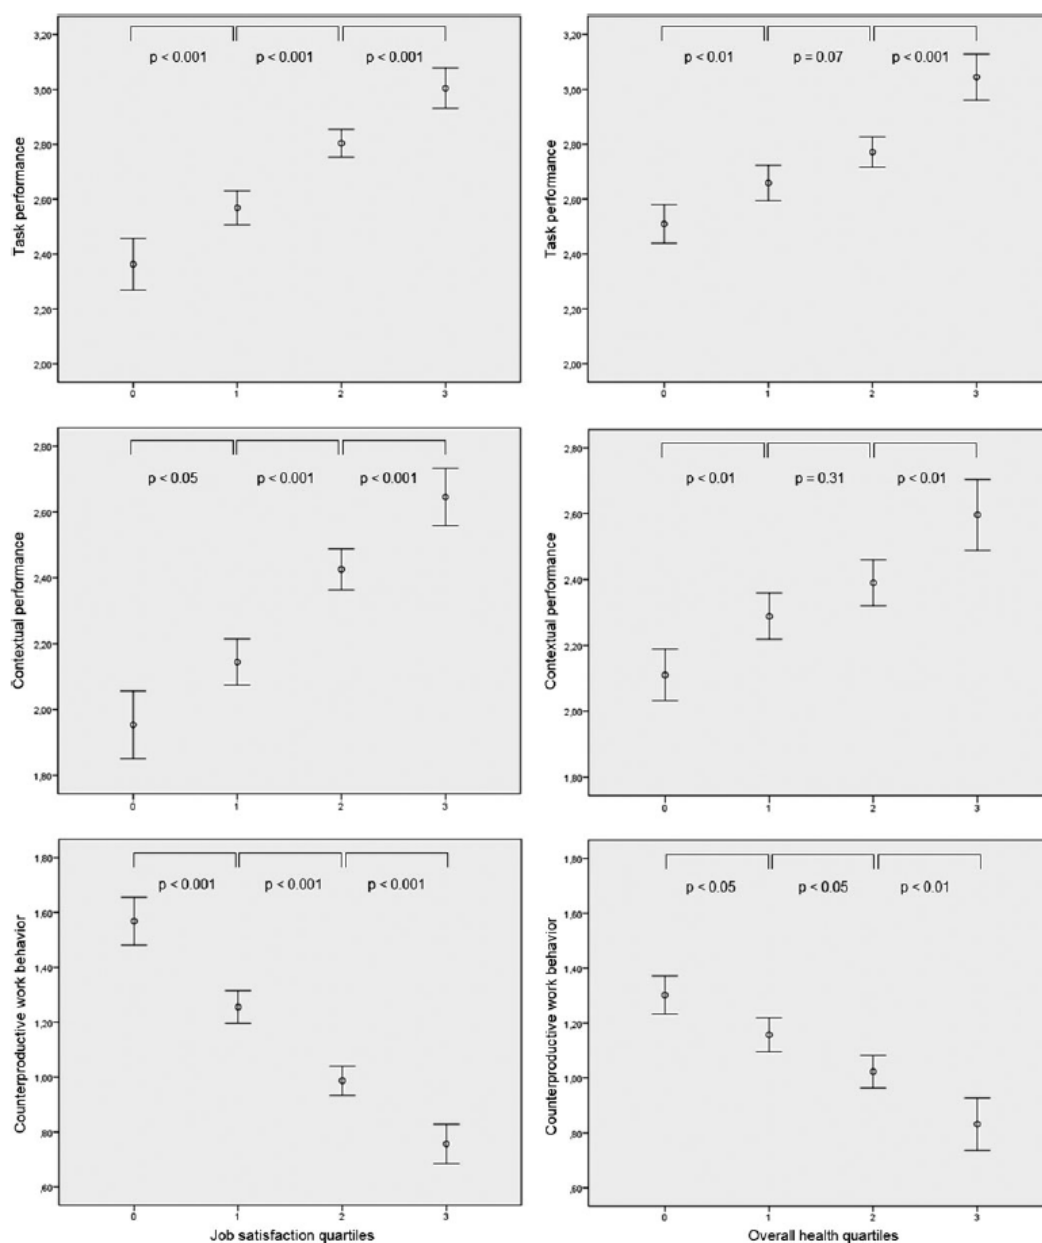 3,20
3,00
2,80
2,60
2,40
2,20
2,00
Task performance
p < 0.001 p < 0.001 p < 0.001
0 1 2 3
3,20
3,00
2,80
2,60
2,40
2,20
2,00
Task performance
p < 0.01 p = 0.07 p < 0.001
0 1 2 3
2,80
2,60
2,40
2,20
2,00
1,80
Contextual performance
p < 0.05 p < 0.001 p < 0.001
0 1 2 3
2,80
2,60
2,40
2,20
2,00
1,80
Contextual performance
p < 0.01 p = 0.31 p < 0.01
0 1 2 3
1,80
1,60
1,40
1,20
1,00
,80
,60
Counterproductive work behavior
p < 0.001 p < 0.001 p < 0.001
0 1 2 3
Job satisfaction quartiles
1,80
1,60
1,40
1,20
1,00
,80
,60
Counterproductive work behavior
p < 0.05 p < 0.05 p < 0.01
0 1 2 3
Overall health quartiles